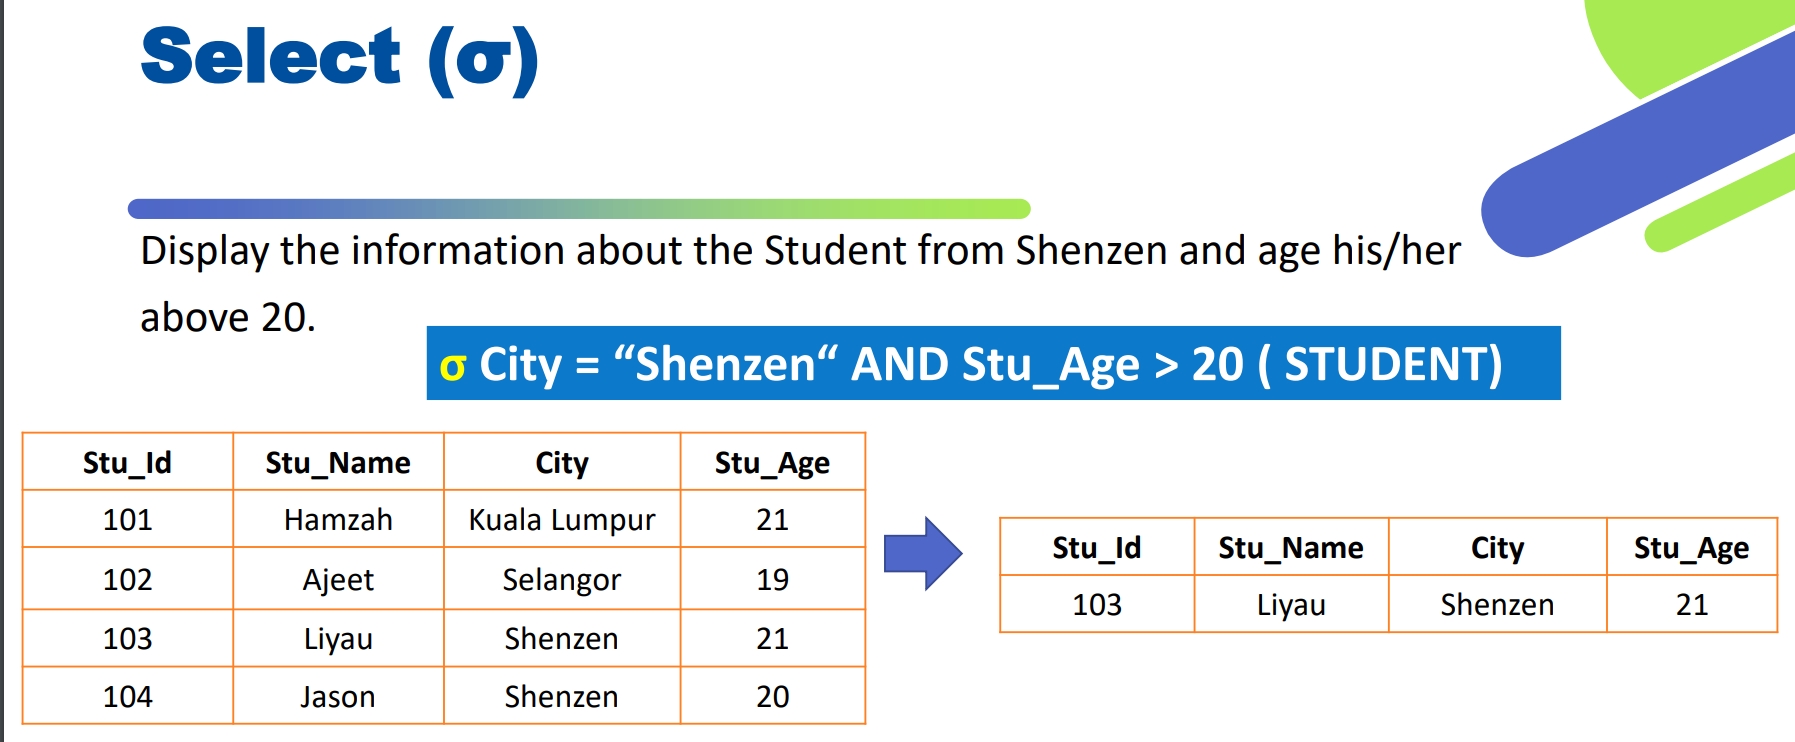 Select (σ)
Display the information about the Student from Shenzen and age his/her
above 20.
σ City = “Shenzen“ AND Stu_Age > 20 ( STUDENT)
Stu_Id Stu_Name City Stu_Age
101 Hamzah Kuala Lumpur 21
102 Ajeet Selangor 19
103 Liyau Shenzen 21
104 Jason Shenzen 20
Stu_Id Stu_Name City Stu_Age
103 Liyau Shenzen 21